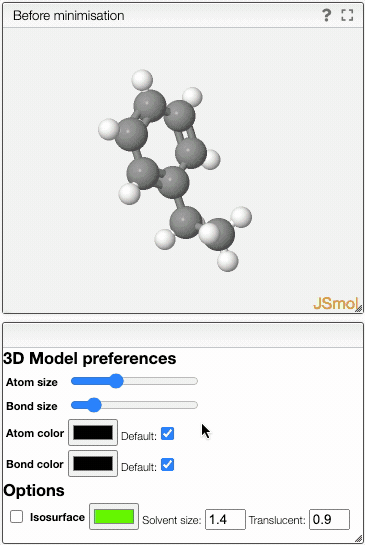 Before minimisation ?
JSmol
3D Model preferences
Atom size
Bond size
Atom color Default:
Bond color Default:
Options
Isosurface Solvent size: 1.4 Translucent: 0.9